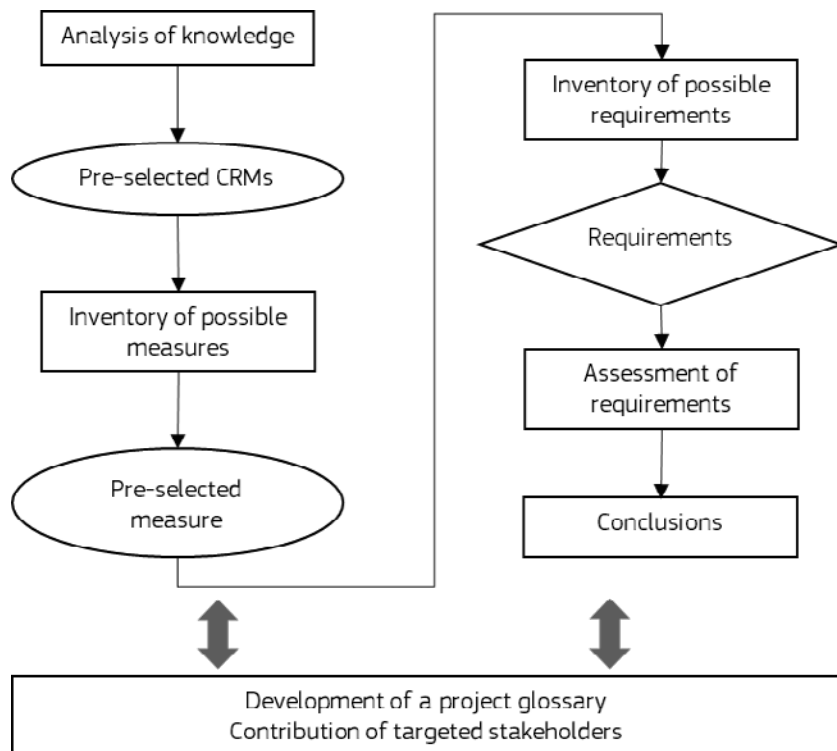 Analysis of knowledge
Pre-selected CRMs
Inventory of possible
measures
Pre-selected
measure
Inventory of possible
requirements
Requirements
Assessment of
requirements
Conclusions
Development of a project glossary
Contribution of targeted stakeholders